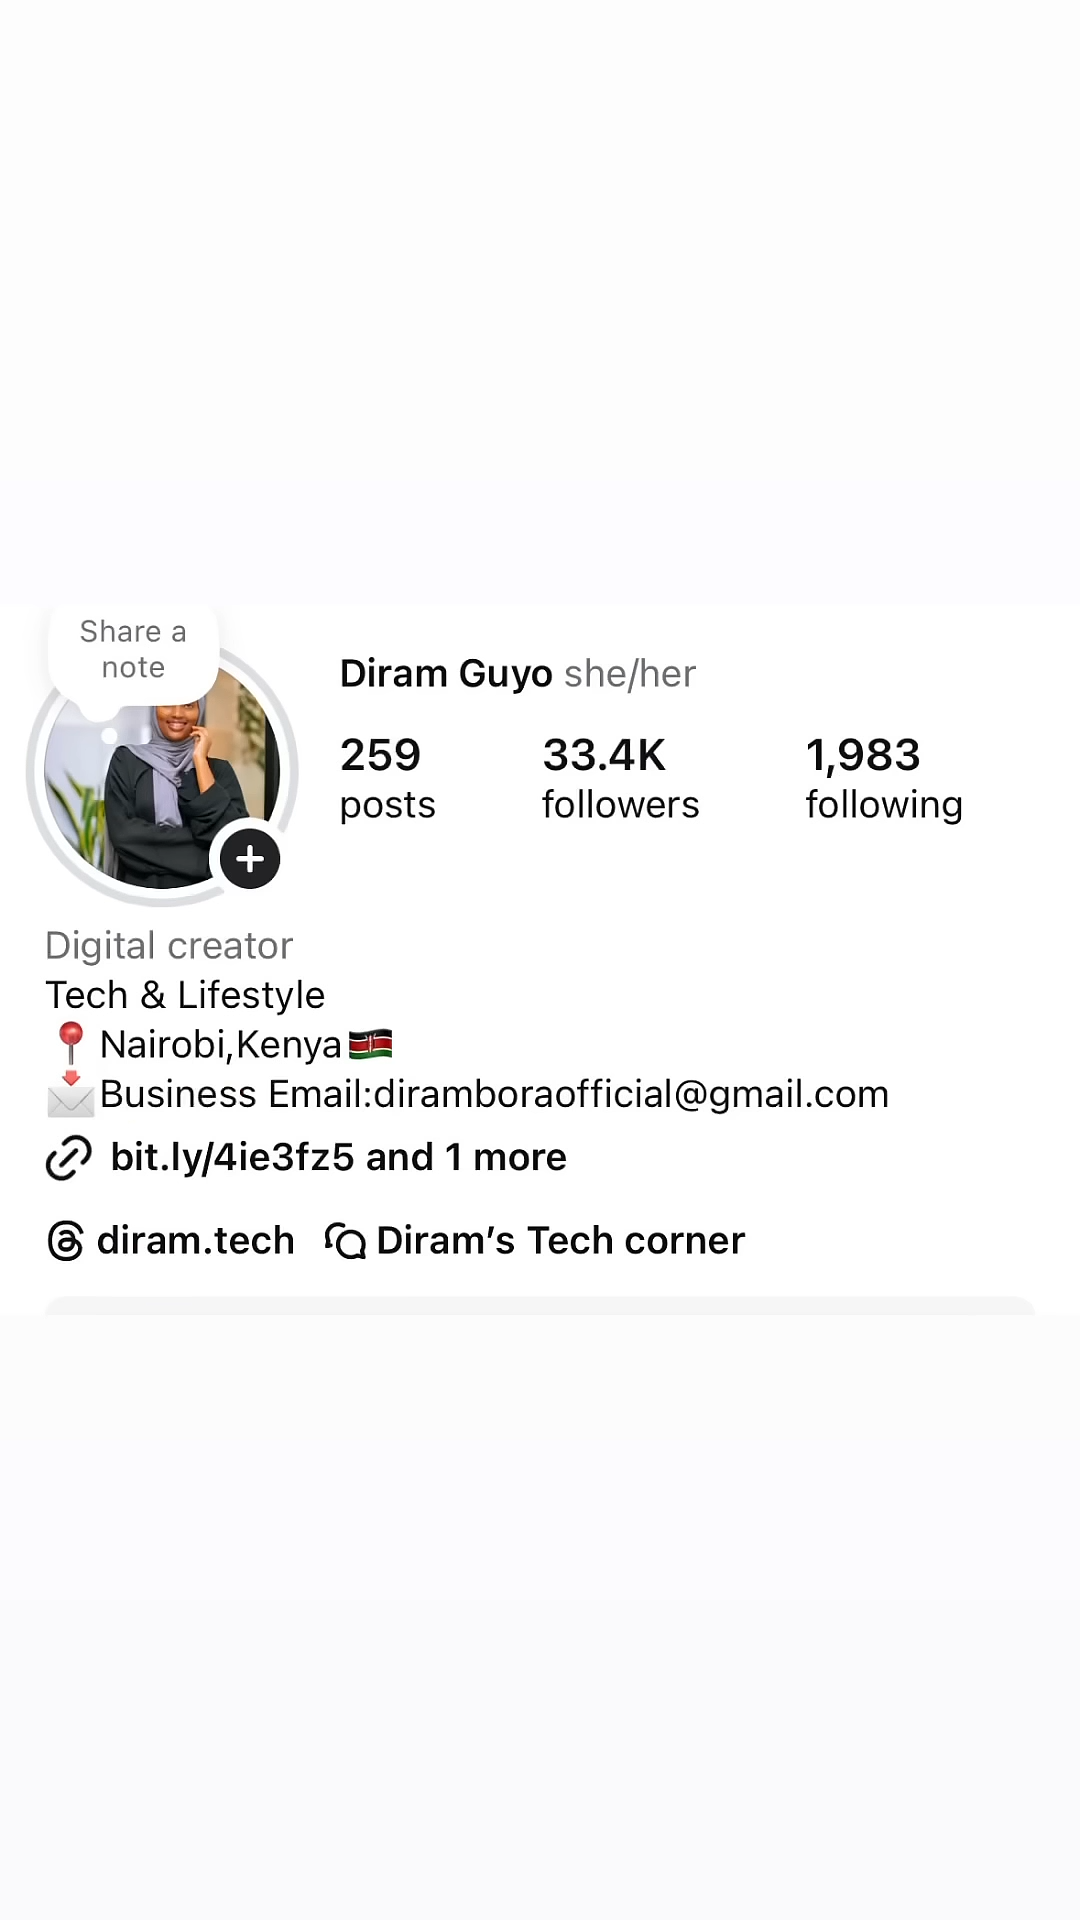 Share a
note
Diram Guyo she/her
259 33.4K 1,983
posts followers following
Digital creator
Tech & Lifestyle
📍Nairobi,Kenya🇰🇪
📩Business Email:diramboraofficial@gmail.com
bit.ly/4ie3fz5 and 1 more
diram.tech Diram’s Tech corner